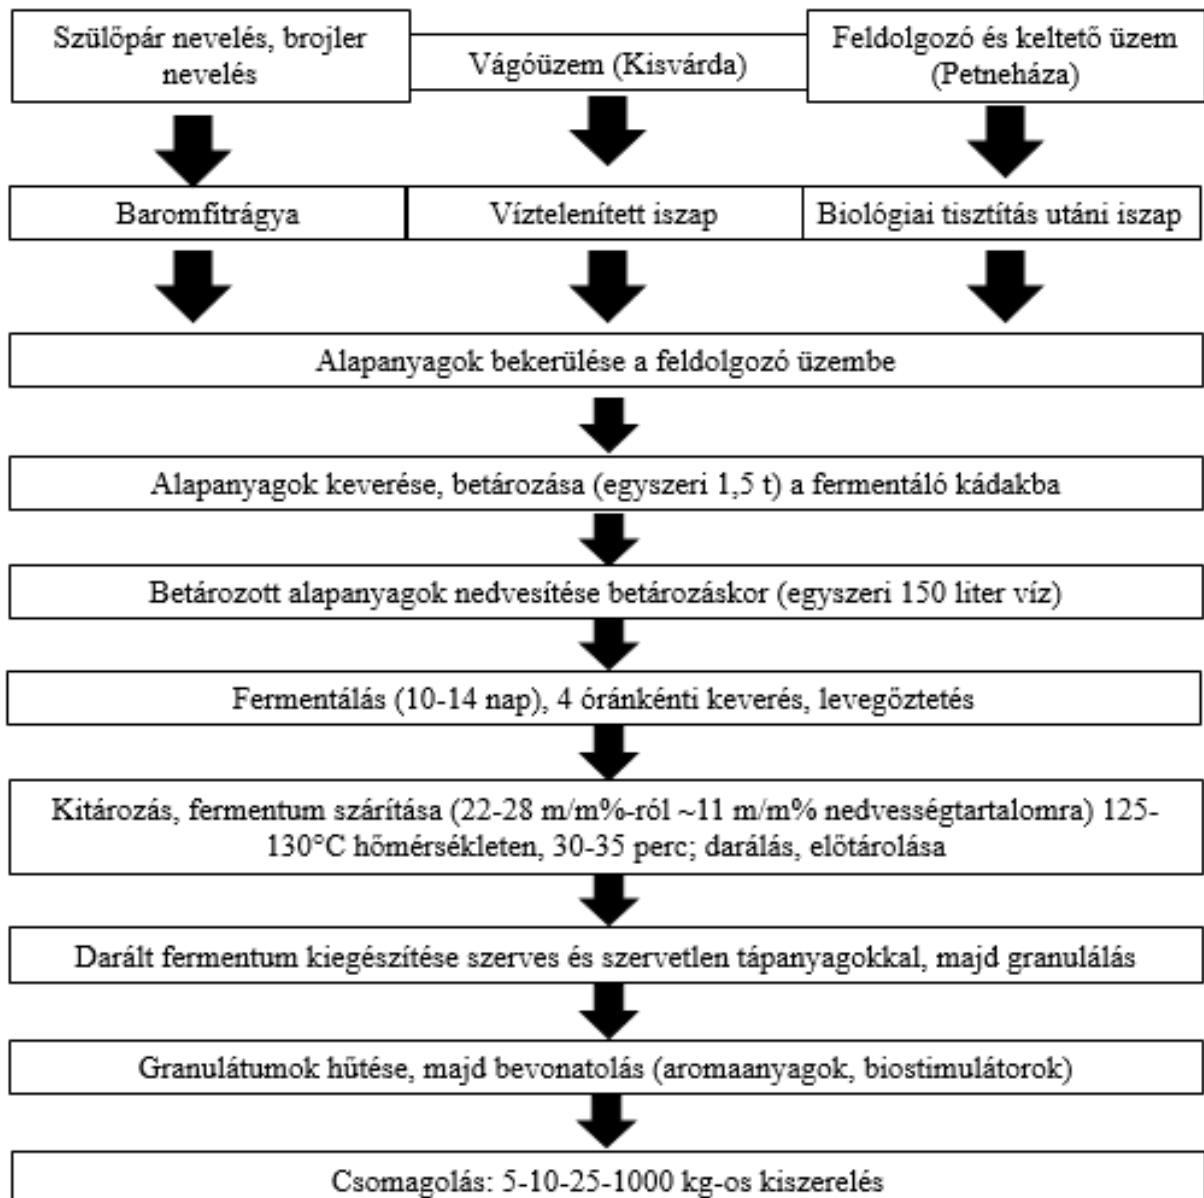 Szülőpár nevelés, brojler
nevelés
Vágóüzem (Kisvárda)
Feldolgozó és keltető üzem
(Petneháza)
Baromfitrágya
Víztelenített iszap
Biológiai tisztítás utáni iszap
Alapanyagok bekerülése a feldolgozó üzembe
Alapanyagok keverése, betározása (egyszeri 1,5 t) a fermentáló kádakba
Betározott alapanyagok nedvesítése betározáskor (egyszeri 150 liter víz)
Fermentálás (10-14 nap), 4 óránkénti keverés, levegőztetés
Kitározás, fermentum szárítása (22-28 m/m%-ról ~11 m/m% nedvességtartalomra) 125-
130°C hőmérsékleten, 30-35 perc; darálás, előtárolása
Darált fermentum kiegészítése szerves és szervetlen tápanyagokkal, majd granulálás
Granulátumok hűtése, majd bevonatolás (aromaanyagok, biostimulátorok)
Csomagolás: 5-10-25-1000 kg-os kiszerelés